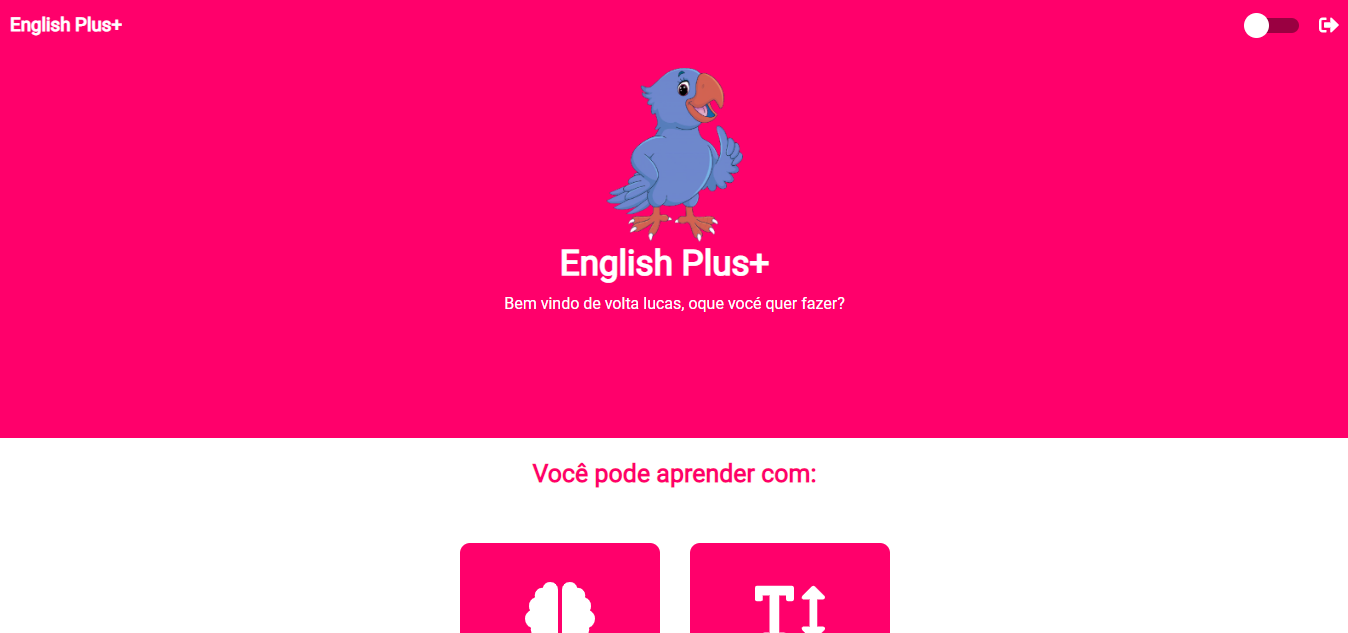 English Plus+
English Plus+
Bem vindo de volta lucas, oque você quer fazer?
Você pode aprender com: